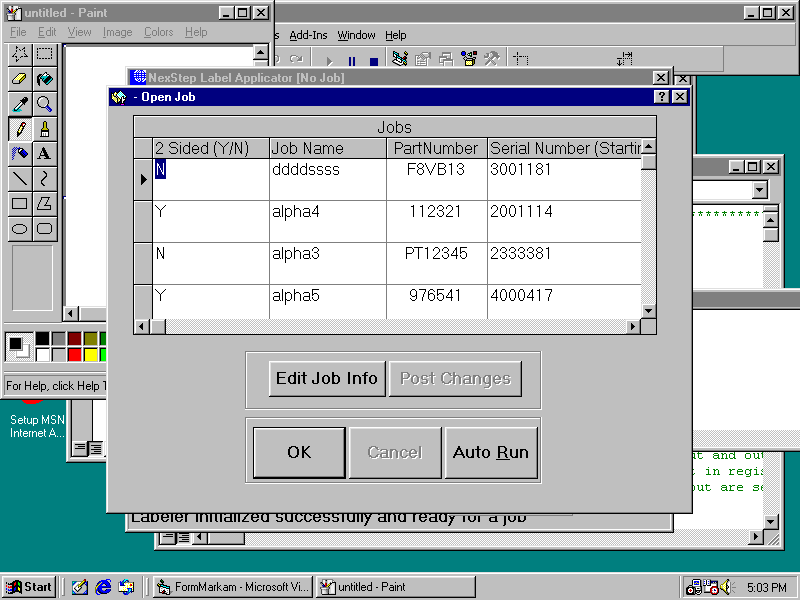 untitled - Paint
File Edit View Image Colors Help
Add-Ins Window Help
NexStep Label Applicator [No Job]
- Open Job
Jobs
2 Sided (Y/N) Job Name PartNumber Serial Number (Startin
N ddddssss F8VB13 3001181
Y alpha4 112321 2001114
N alpha3 PT12345 2333381
Y alpha5 976541 4000417
Edit Job Info Post Changes
OK Cancel Auto Run
For Help, click Help T
Setup MSN
Internet A...
ut and out
t in regis
out are se
Labeler initialized successfully and ready for a job
Start FormMarkam - Microsoft Vi... untitled - Paint 5:03 PM